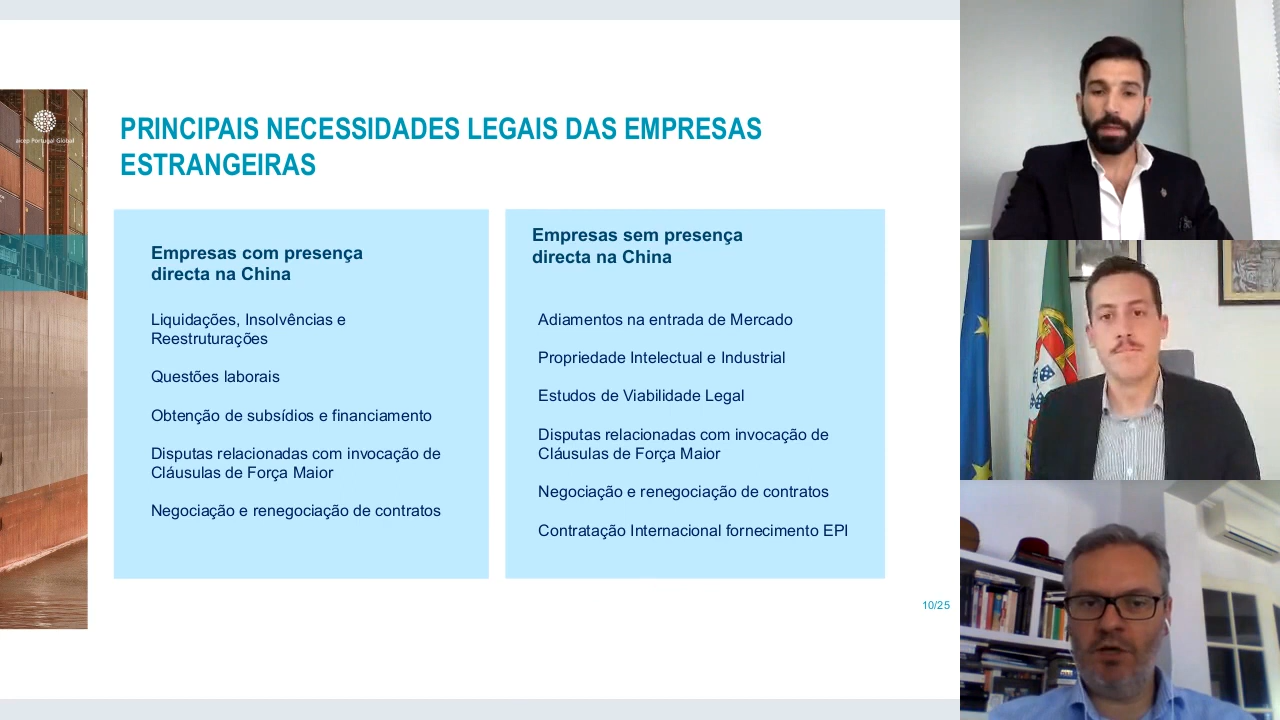 aicep Portugal Global
PRINCIPAIS NECESSIDADES LEGAIS DAS EMPRESAS
ESTRANGEIRAS
Empresas com presença
directa na China
Liquidações, Insolvências e
Reestruturações
Questões laborais
Obtenção de subsídios e financiamento
Disputas relacionadas com invocação de
Cláusulas de Força Maior
Negociação e renegociação de contratos
Empresas sem presença
directa na China
Adiamentos na entrada de Mercado
Propriedade Intelectual e Industrial
Estudos de Viabilidade Legal
Disputas relacionadas com invocação de
Cláusulas de Força Maior
Negociação e renegociação de contratos
Contratação Internacional fornecimento EPI
10/25